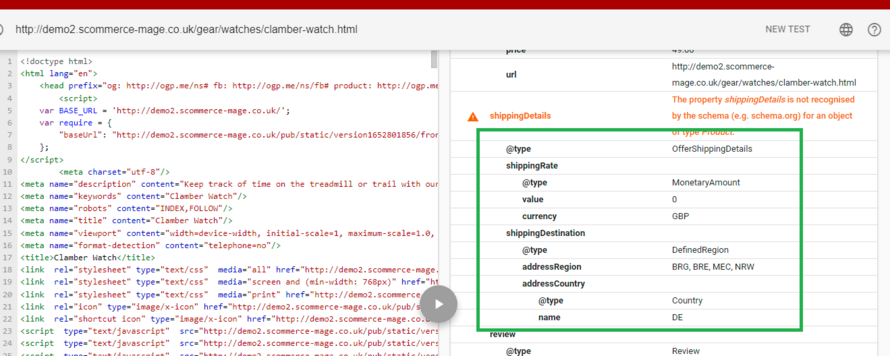 http://demo2.scommerce-mage.co.uk/gear/watches/clamber-watch.html
NEW TEST
1 <!doctype html>
2 <html lang="en">
3 <head prefix="og: http://ogp.me/ns# fb: http://ogp.me/ns/fb# product: http://ogp.me
4 <script>
5 var BASE_URL = 'http://demo2.scommerce-mage.co.uk/';
6 var require = {
7 "baseUrl": "http://demo2.scommerce-mage.co.uk/pub/static/version1652801856/fron
8 };
9 </script>
10 <meta charset="utf-8"/>
11 <meta name="description" content="Keep track of time on the treadmill or trail with our
12 <meta name="keywords" content="Clamber Watch"/>
13 <meta name="robots" content="INDEX,FOLLOW"/>
14 <meta name="title" content="Clamber Watch"/>
15 <meta name="viewport" content="width=device-width, initial-scale=1, maximum-scale=1.0,
16 <meta name="format-detection" content="telephone=no"/>
17 <title>Clamber Watch</title>
18 <link rel="stylesheet" type="text/css" media="all" href="http://demo2.scommerce-mage.
19 <link rel="stylesheet" type="text/css" media="screen and (min-width: 768px)" href="ht
20 <link rel="stylesheet" type="text/css" media="print" href="http://demo2.scommerce
21 <link rel="icon" type="image/x-icon" href="http://demo2.scommerce-mage.co.uk/pub/s
22 <link rel="shortcut icon" type="image/x-icon" href="http://demo2.scommerce-mage.co.uk/
23 <script type="text/javascript" src="http://demo2.scommerce-mage.co.uk/pub/static/vers
24 <script type="text/javascript" src="http://demo2.scommerce-mage.co.uk/pub/static/vers
price 49.00
url http://demo2.scommerce-
mage.co.uk/gear/watches/clamber-watch.html
shippingDetails The property shippingDetails is not recognised
by the schema (e.g. schema.org) for an object
of type Product.
@type OfferShippingDetails
shippingRate
@type MonetaryAmount
value 0
currency GBP
shippingDestination
@type DefinedRegion
addressRegion BRG, BRE, MEC, NRW
addressCountry
@type Country
name DE
review
@type Review